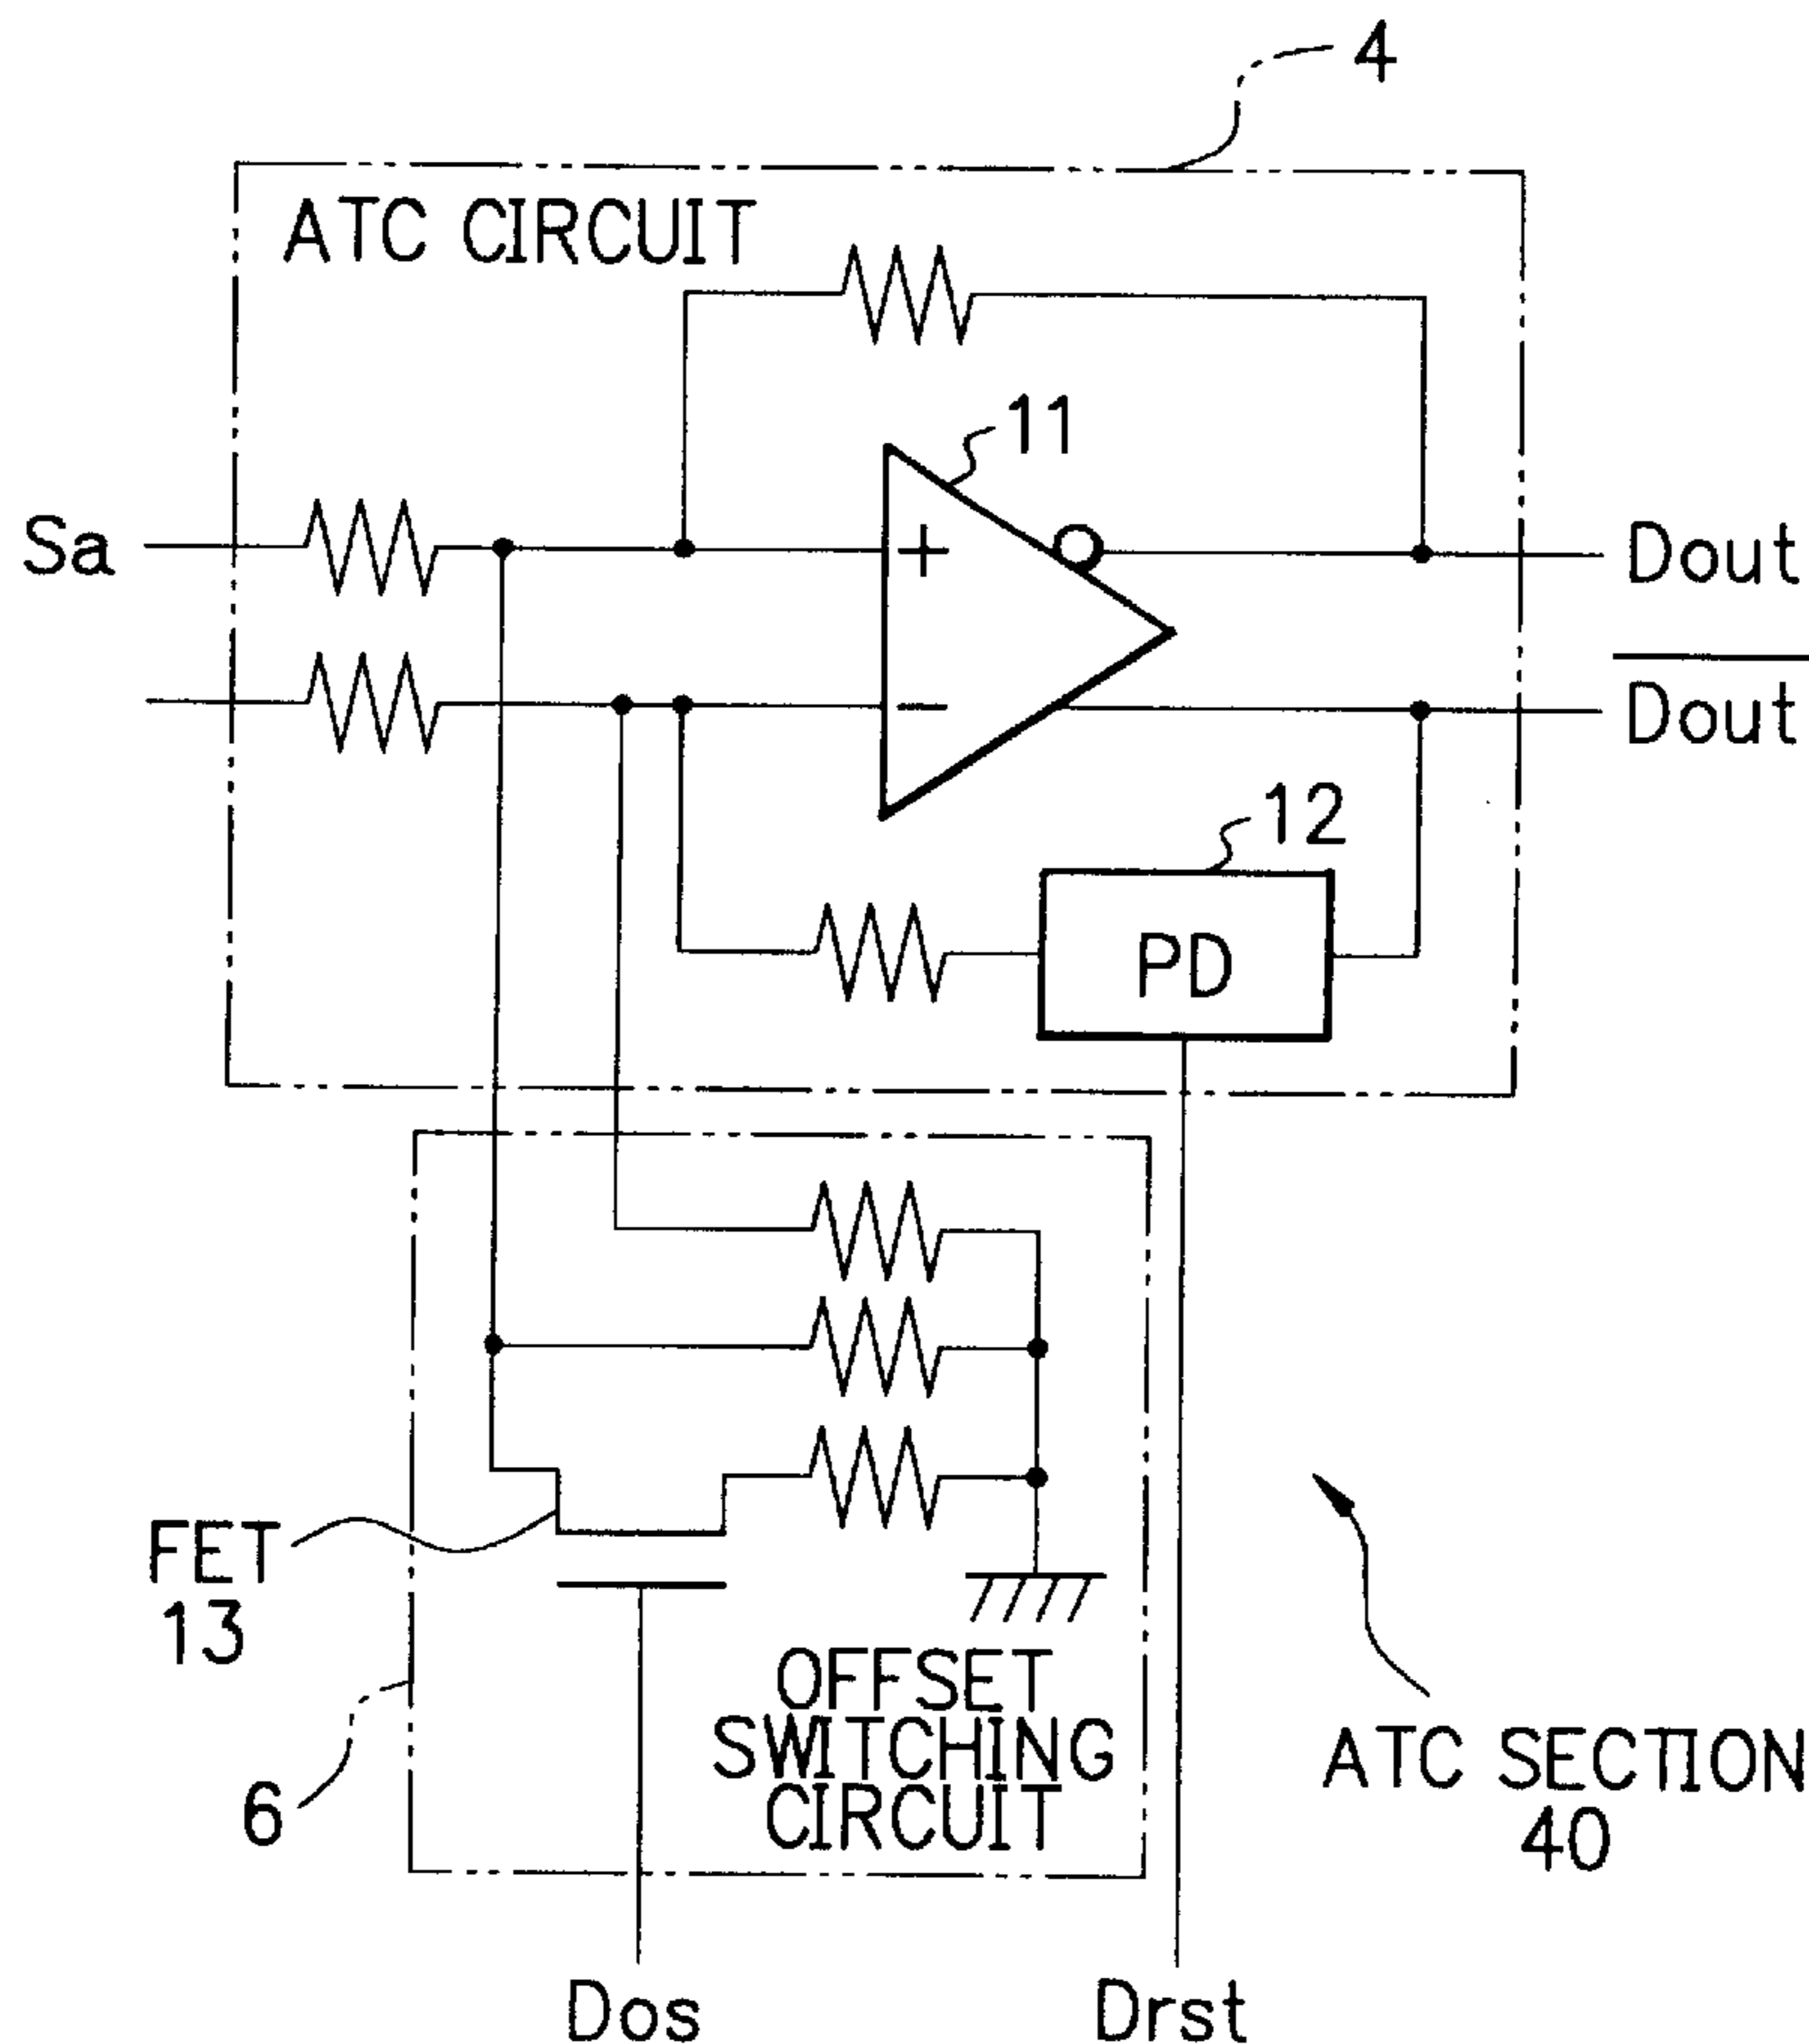 4
ATC CIRCUIT
11
Sa
+
Dout
-
Dout
12
PD
FET
13
OFFSET
SWITCHING
CIRCUIT
6
ATC SECTION
40
Dos
Drst